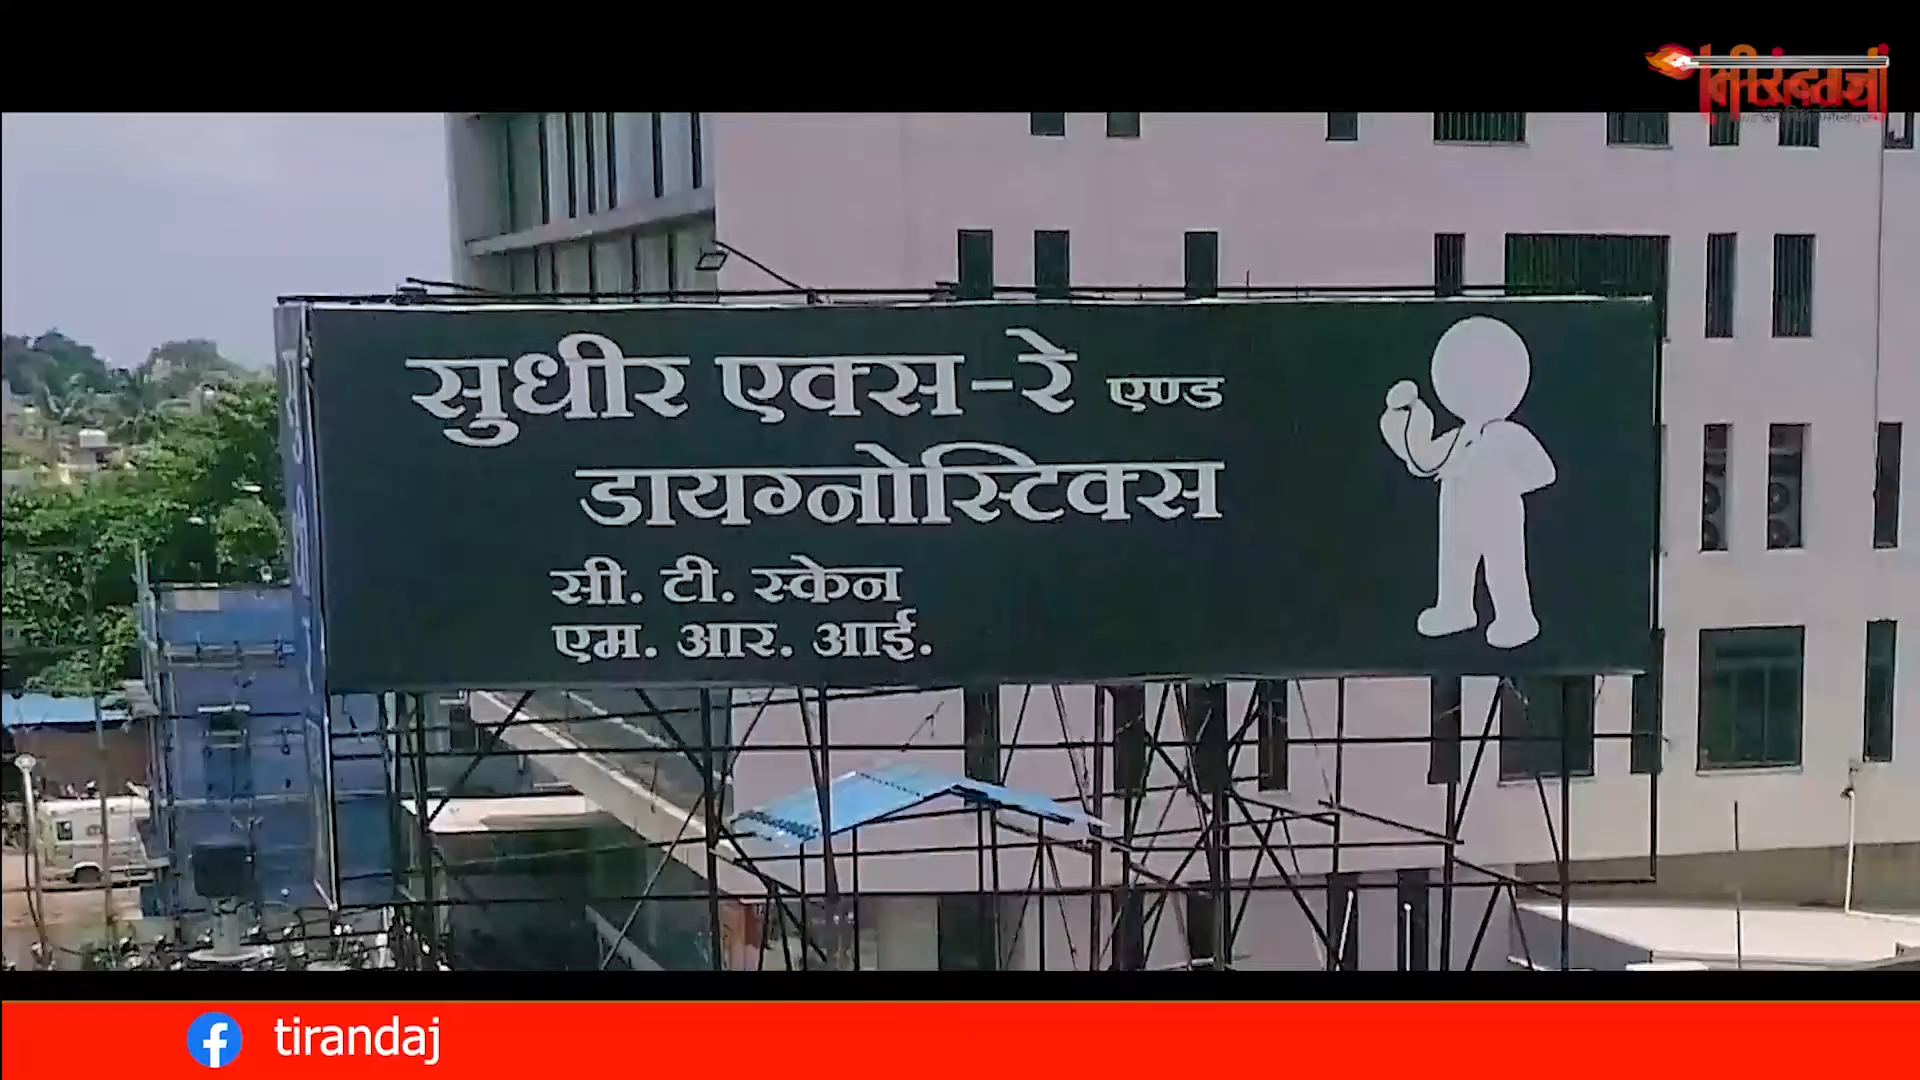 सुधीर एक्स-रे एण्ड
डायग्नोस्टिक्स
सी. टी. स्केन
एम. आर. आई.
tirandaj